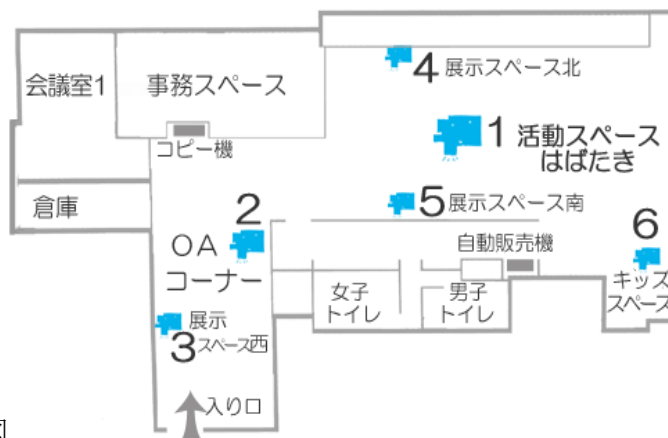 会議室1
事務スペース
4 展示スペース北
コピー機
1 活動スペース
はばたき
倉庫
2
OA
コーナー
5 展示スペース南
自動販売機
6
キッズ
スペース
女子
トイレ
男子
トイレ
展示
3 スペース西
入り口